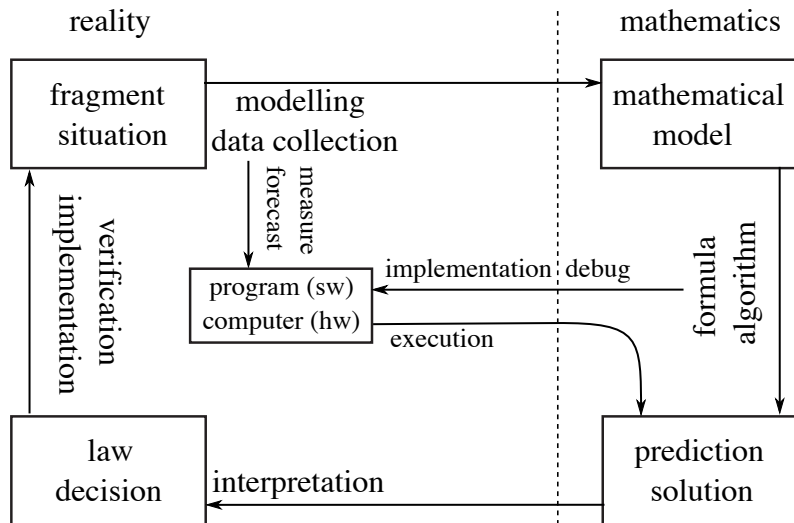 reality
mathematics
fragment
situation
modelling
data collection
mathematical
model
measure
forecast
verification
implementation
program (sw)
computer (hw)
implementation debug
execution
formula
algorithm
law
decision
interpretation
prediction
solution